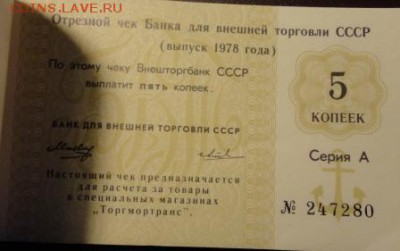 COINS.LAVE.RU
Отрезной чек Банка для внешней торговли СССР
(выпуск 1978 года)
По этому чеку Внешторгбанк СССР
выплатит пять копеек.
5
КОПЕЕК
БАНК ДЛЯ ВНЕШНЕЙ ТОРГОВЛИ СССР
Серия А
Настоящий чек предназначается
для расчета за товары
в специальных магазинах
"Торгмортранс".
№ 247280